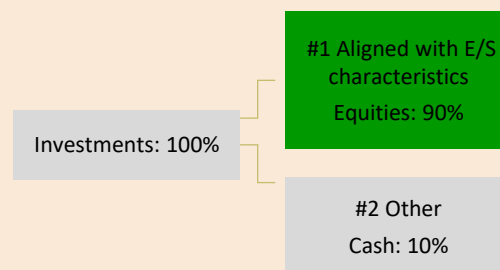 #1 Aligned with E/S
characteristics
Equities: 90%
Investments: 100%
#2 Other
Cash: 10%